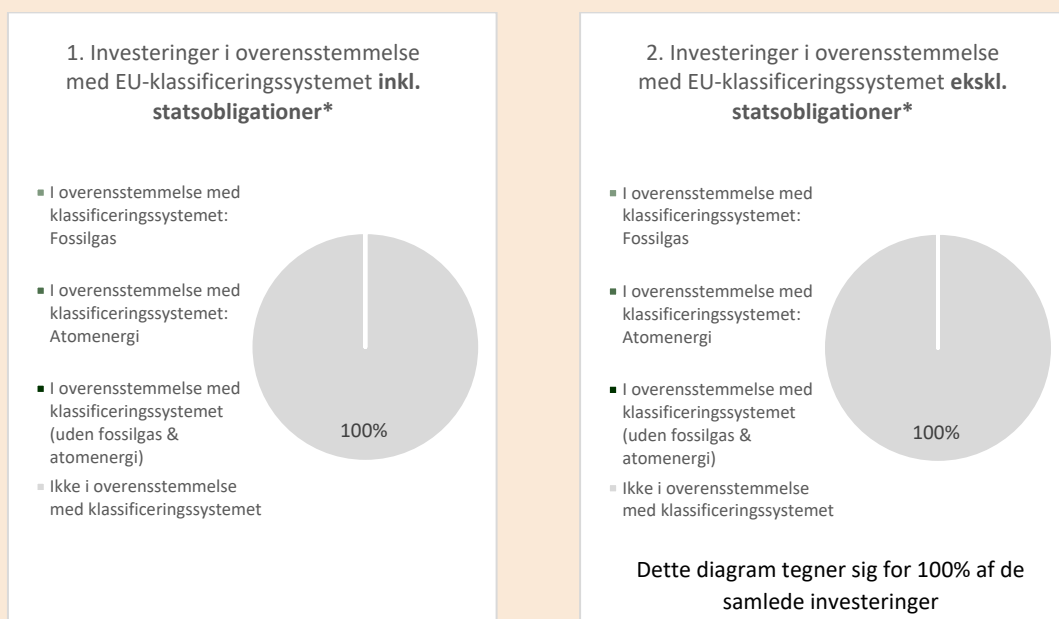 1. Investeringer i overensstemmelse
med EU-klassificeringssystemet inkl.
statsobligationer*
I overensstemmelse med
klassificeringssystemet:
Fossilgas
I overensstemmelse med
klassificeringssystemet:
Atomenergi
I overensstemmelse med
klassificeringssystemet
(uden fossilgas &
atomenergi)
Ikke i overensstemmelse
med klassificeringssystemet
100%
2. Investeringer i overensstemmelse
med EU-klassificeringssystemet ekskl.
statsobligationer*
I overensstemmelse med
klassificeringssystemet:
Fossilgas
I overensstemmelse med
klassificeringssystemet:
Atomenergi
I overensstemmelse med
klassificeringssystemet
(uden fossilgas &
atomenergi)
Ikke i overensstemmelse
med klassificeringssystemet
100%
Dette diagram tegner sig for 100% af de
samlede investeringer